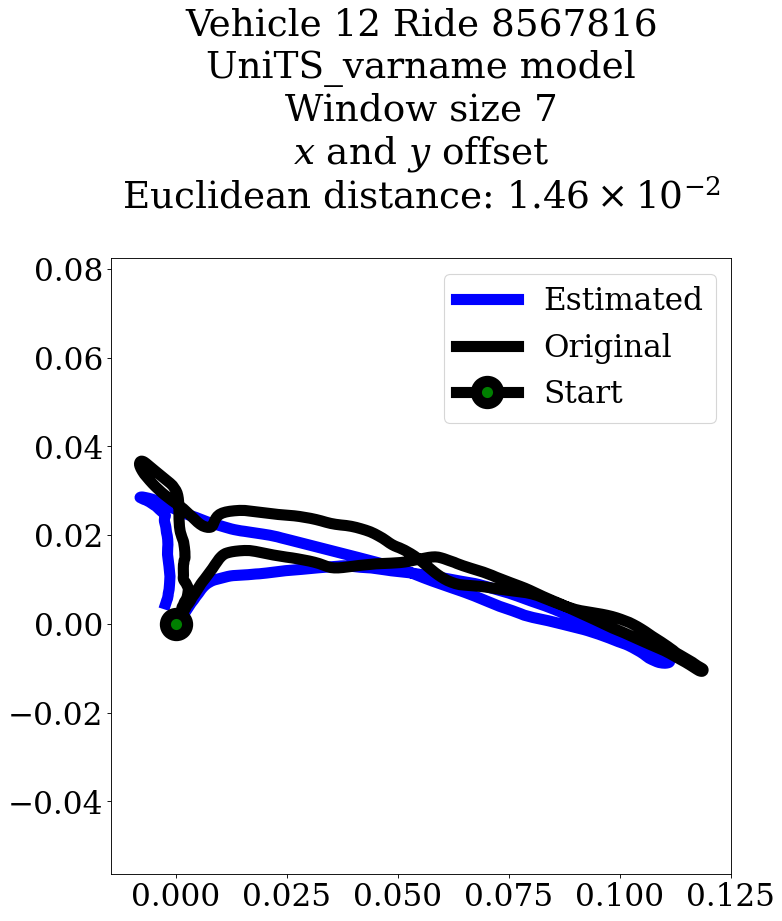 Vehicle 12 Ride 8567816
UniTS_varname model
Window size 7
x and y offset
Euclidean distance: 1.46 × 10⁻²
0.08
0.06
0.04
0.02
0.00
−0.02
−0.04
Estimated
Original
Start
0.000 0.025 0.050 0.075 0.100 0.125